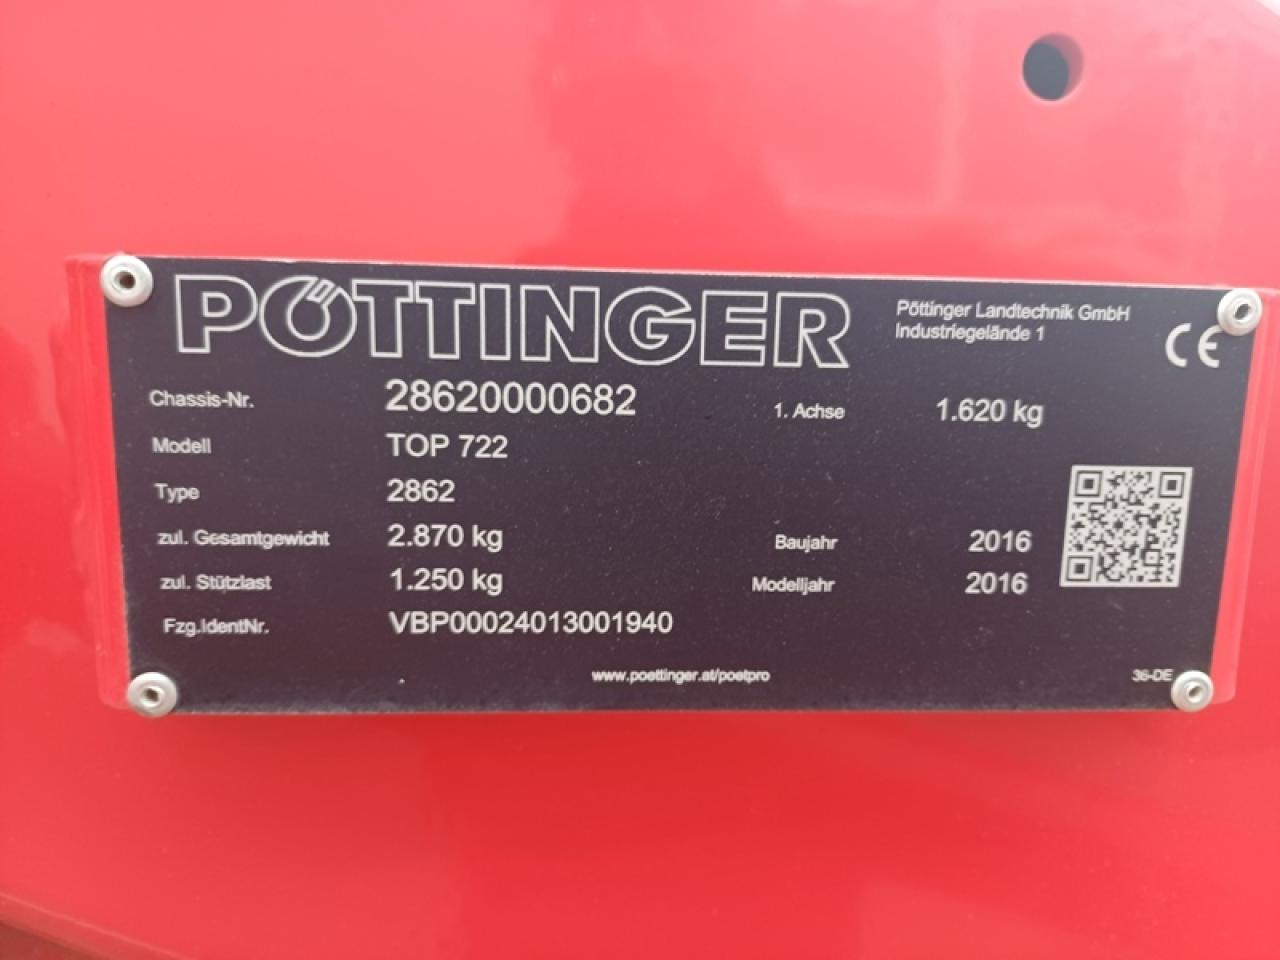 PÖTTINGER
Pöttinger Landtechnik GmbH
Industriegelände 1
CE
Chassis-Nr. 28620000682 1. Achse 1.620 kg
Modell TOP 722
Type 2862
zul. Gesamtgewicht 2.870 kg Baujahr 2016
zul. Stützlast 1.250 kg Modelljahr 2016
Fzg.IdentNr. VBP00024013001940
www.poettinger.at/poetpro 36-DE